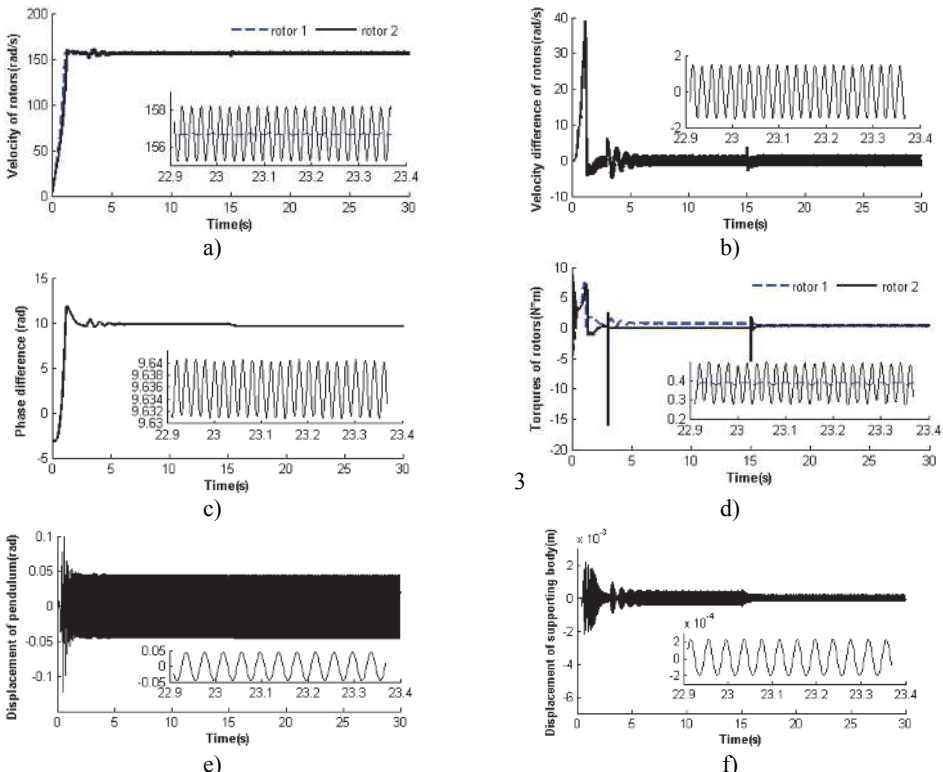 Velocity of rotors(rad/s)
200
150
100
50
0
rotor 1
rotor 2
158
156
22.9 23 23.1 23.2 23.3 23.4
0 5 10 15 20 25 30
Time(s)
a)
Velocity difference of rotors(rad/s)
40
30
20
10
0
-10
2
0
-2
22.9 23 23.1 23.2 23.3 23.4
0 5 10 15 20 25 30
Time(s)
b)
Phase difference (rad)
15
10
5
0
-5
9.64
9.638
9.636
9.634
9.632
9.63
22.9 23 23.1 23.2 23.3 23.4
0 5 10 15 20 25 30
Time(s)
c)
3
Torqures of rotors(N*m)
10
5
0
-5
-10
-15
-20
rotor 1
rotor 2
0.4
0.3
0.2
22.9 23 23.1 23.2 23.3 23.4
0 5 10 15 20 25 30
Time(s)
d)
Displacement of pendulum(rad)
0.1
0.05
0
-0.05
-0.1
0.05
0
-0.05
22.9 23 23.1 23.2 23.3 23.4
0 5 10 15 20 25 30
Time(s)
e)
Displacement of supporting body(m)
x 10⁻³
2
0
-2
-4
-6
x 10⁻⁴
2
0
-2
22.9 23 23.1 23.2 23.3 23.4
0 5 10 15 20 25 30
Time(s)
f)